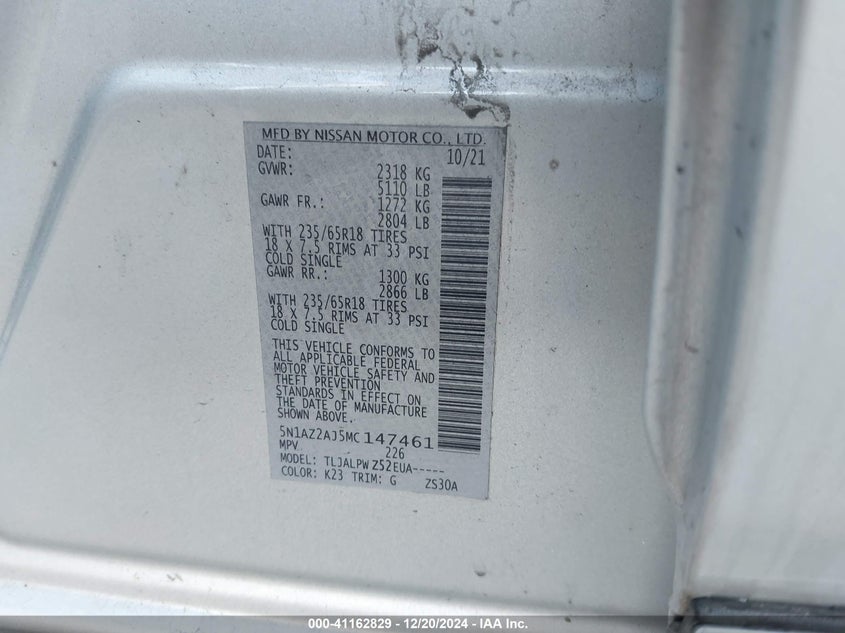 MFD BY NISSAN MOTOR CO., LTD.
DATE: 10/21
GVWR: 2318 KG
5110 LB
GAWR FR.: 1272 KG
2804 LB
WITH 235/65R18 TIRES
18 X 7.5 RIMS AT 33 PSI
COLD SINGLE
GAWR RR.: 1300 KG
2866 LB
WITH 235/65R18 TIRES
18 X 7.5 RIMS AT 33 PSI
COLD SINGLE
THIS VEHICLE CONFORMS TO
ALL APPLICABLE FEDERAL
MOTOR VEHICLE SAFETY AND
THEFT PREVENTION
STANDARDS IN EFFECT ON
THE DATE OF MANUFACTURE
SHOWN ABOVE.
5N1AZ2AJ5MC147461
MPV 226
MODEL: TLJALPW Z52EUA-----
COLOR: K23 TRIM: G ZS30A
000-41162829 - 12/20/2024 - IAA Inc.